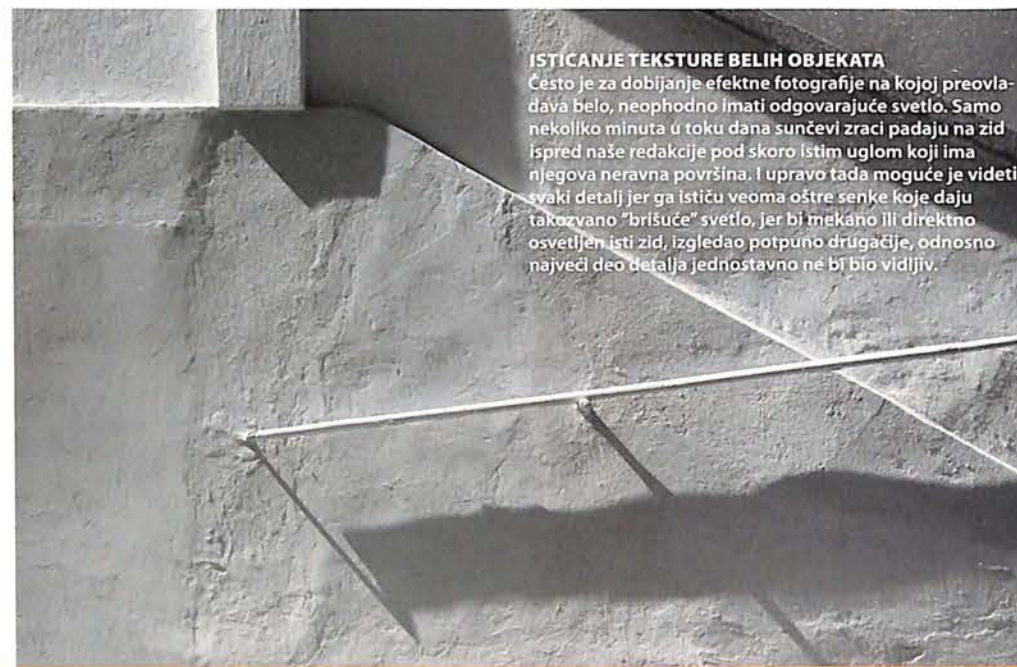 ISTICANJE TEKSTURE BELIH OBJEKATA
Često je za dobijanje efektne fotografije na kojoj preovla-
dava belo, neophodno imati odgovarajuće svetlo. Samo
nekoliko minuta u toku dana sunčevi zraci padaju na zid
ispred naše redakcije pod skoro istim uglom koji ima
njegova neravna površina. I upravo tada moguće je videti
svaki detalj jer ga ističu veoma oštre senke koje daju
takozvano "brišuće" svetlo, jer bi mekano ili direktno
osvetljen isti zid, izgledao potpuno drugačije, odnosno
najveći deo detalja jednostavno ne bi bio vidljiv.